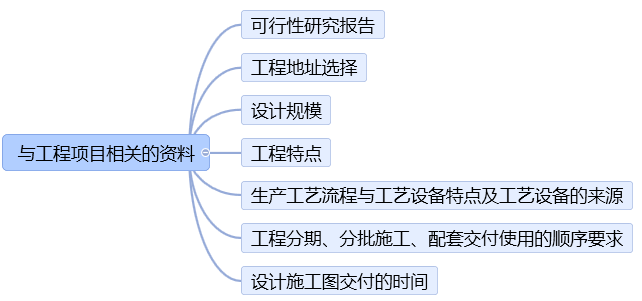 可行性研究报告
工程地址选择
设计规模
与工程项目相关的资料
工程特点
生产工艺流程与工艺设备特点及工艺设备的来源
工程分期、分批施工、配套交付使用的顺序要求
设计施工图交付的时间